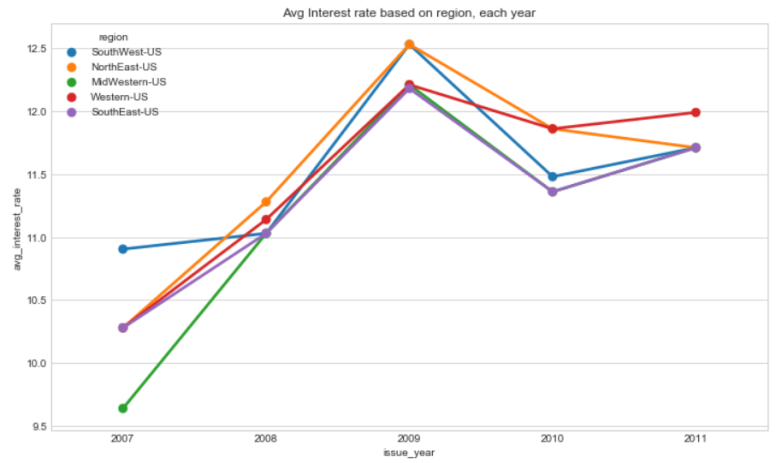 Avg Interest rate based on region, each year
region
SouthWest-US
NorthEast-US
MidWestern-US
Western-US
SouthEast-US
avg_interest_rate
12.5
12.0
11.5
11.0
10.5
10.0
9.5
2007 2008 2009 2010 2011
issue_year